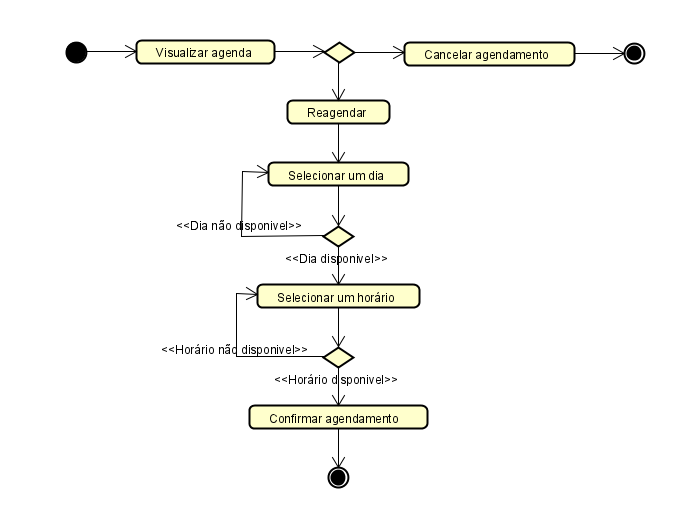 Visualizar agenda
Cancelar agendamento
Reagendar
Selecionar um dia
<<Dia não disponivel>>
<<Dia disponivel>>
Selecionar um horário
<<Horário não disponivel>>
<<Horário disponivel>>
Confirmar agendamento